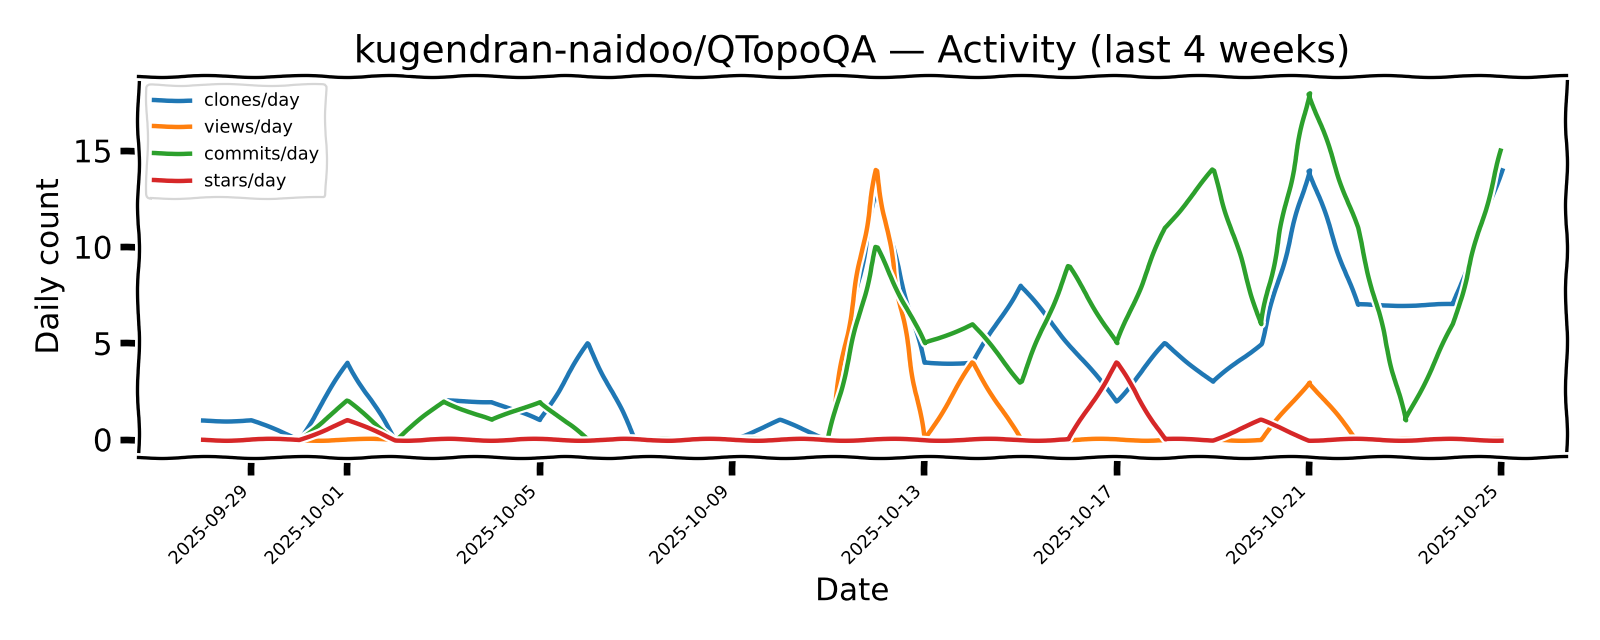 kugendran-naidoo/QTopoQA — Activity (last 4 weeks)
clones/day
views/day
commits/day
stars/day
Daily count
15
10
5
0
2025-09-29
2025-10-01
2025-10-05
2025-10-09
2025-10-13
2025-10-17
2025-10-21
2025-10-25
Date